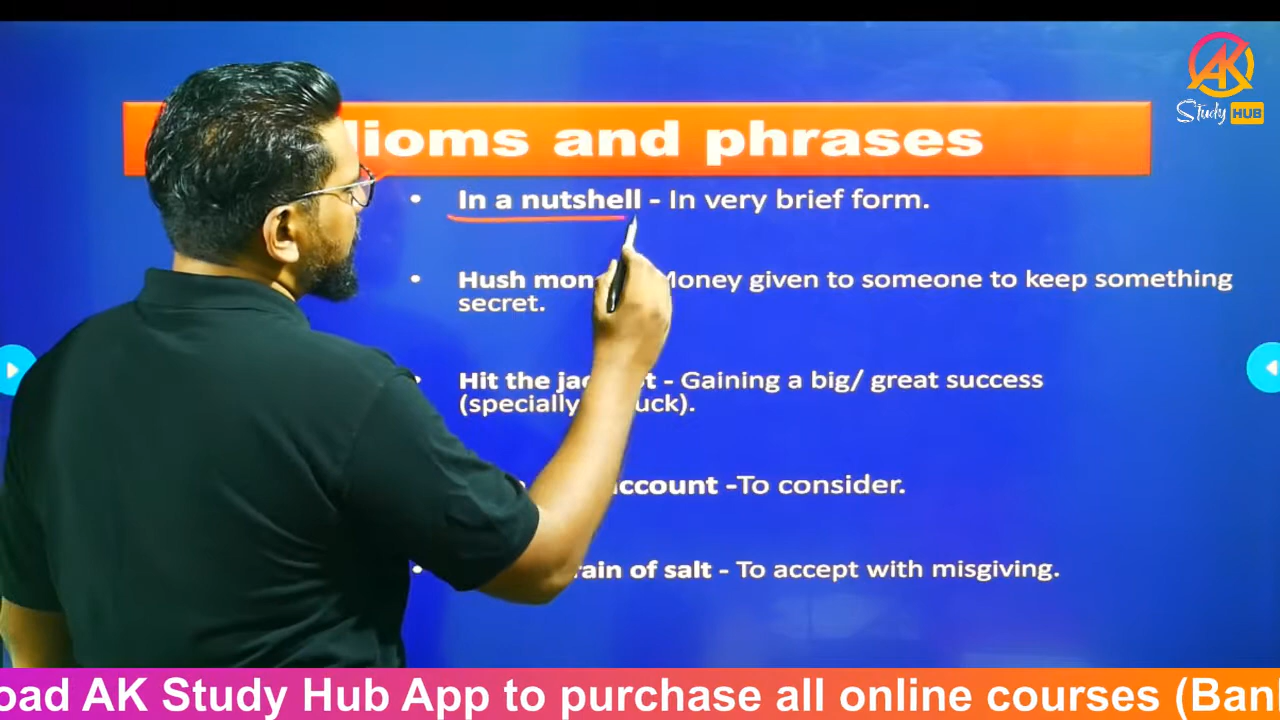 AK
Study HUB
dioms and phrases
• In a nutshell - In very brief form.
• Hush mon Money given to someone to keep something
secret.
• Hit the jac t - Gaining a big/ great success
(specially uck).
account -To consider.
• rain of salt - To accept with misgiving.
oad AK Study Hub App to purchase all online courses (Ban